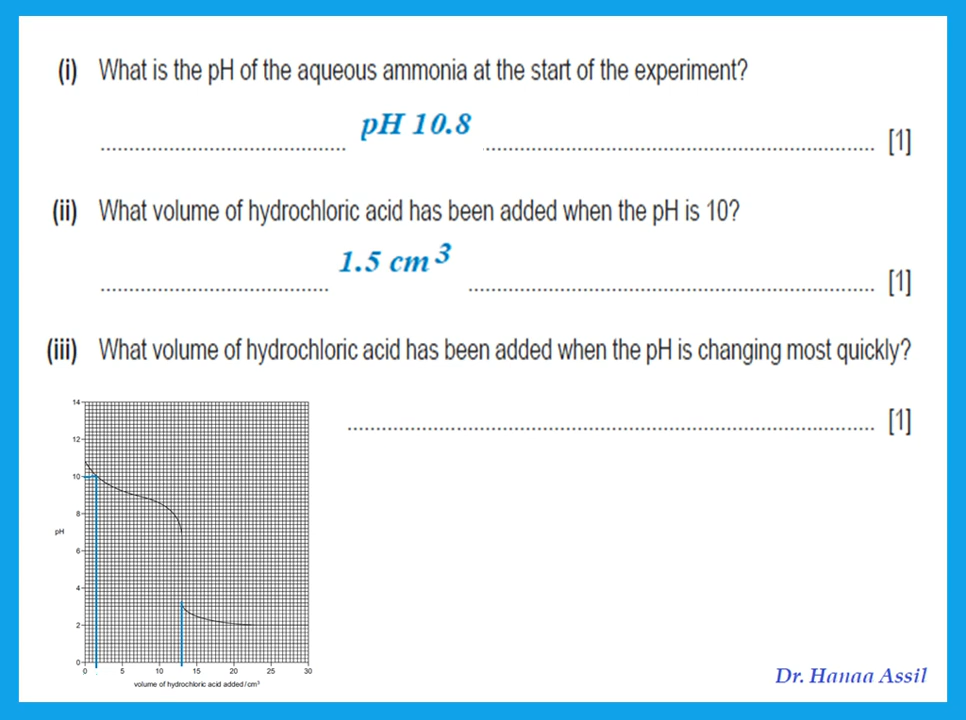 (i) What is the pH of the aqueous ammonia at the start of the experiment?
pH 10.8
[1]
(ii) What volume of hydrochloric acid has been added when the pH is 10?
1.5 cm³
[1]
(iii) What volume of hydrochloric acid has been added when the pH is changing most quickly?
[1]
14
12
10
8
pH
6
4
2
0
0 5 10 15 20 25 30
volume of hydrochloric acid added/cm³
Dr. Hanaa Assil